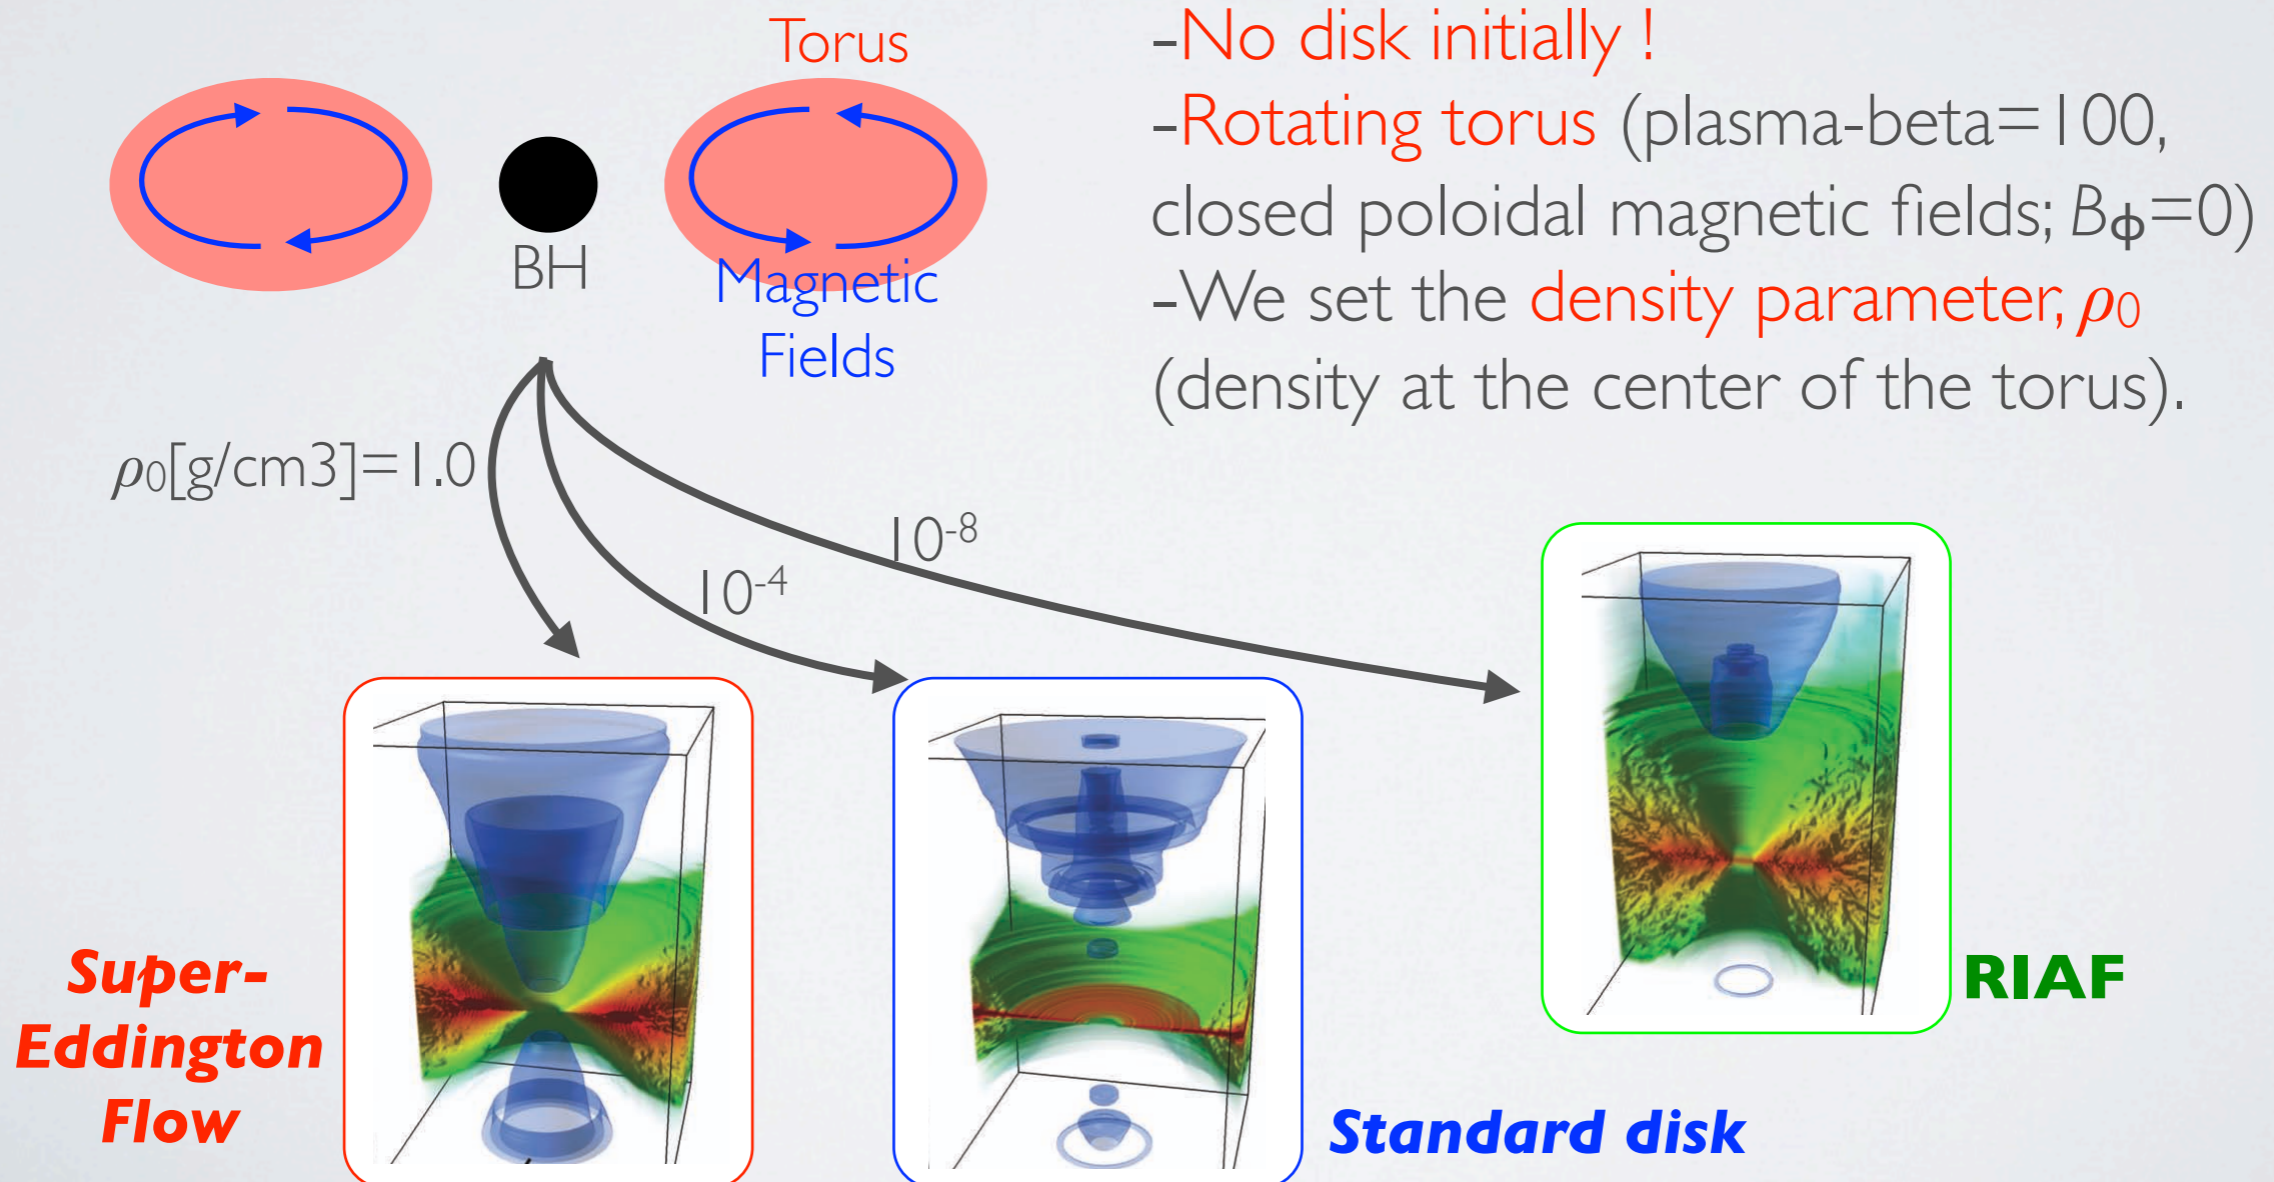 Torus
BH
Magnetic
Fields
-No disk initially !
-Rotating torus (plasma-beta=100,
closed poloidal magnetic fields; Bϕ=0)
-We set the density parameter, ρ0
(density at the center of the torus).
ρ0[g/cm3]=1.0
10-4
10-8
Super-
Eddington
Flow
Standard disk
RIAF